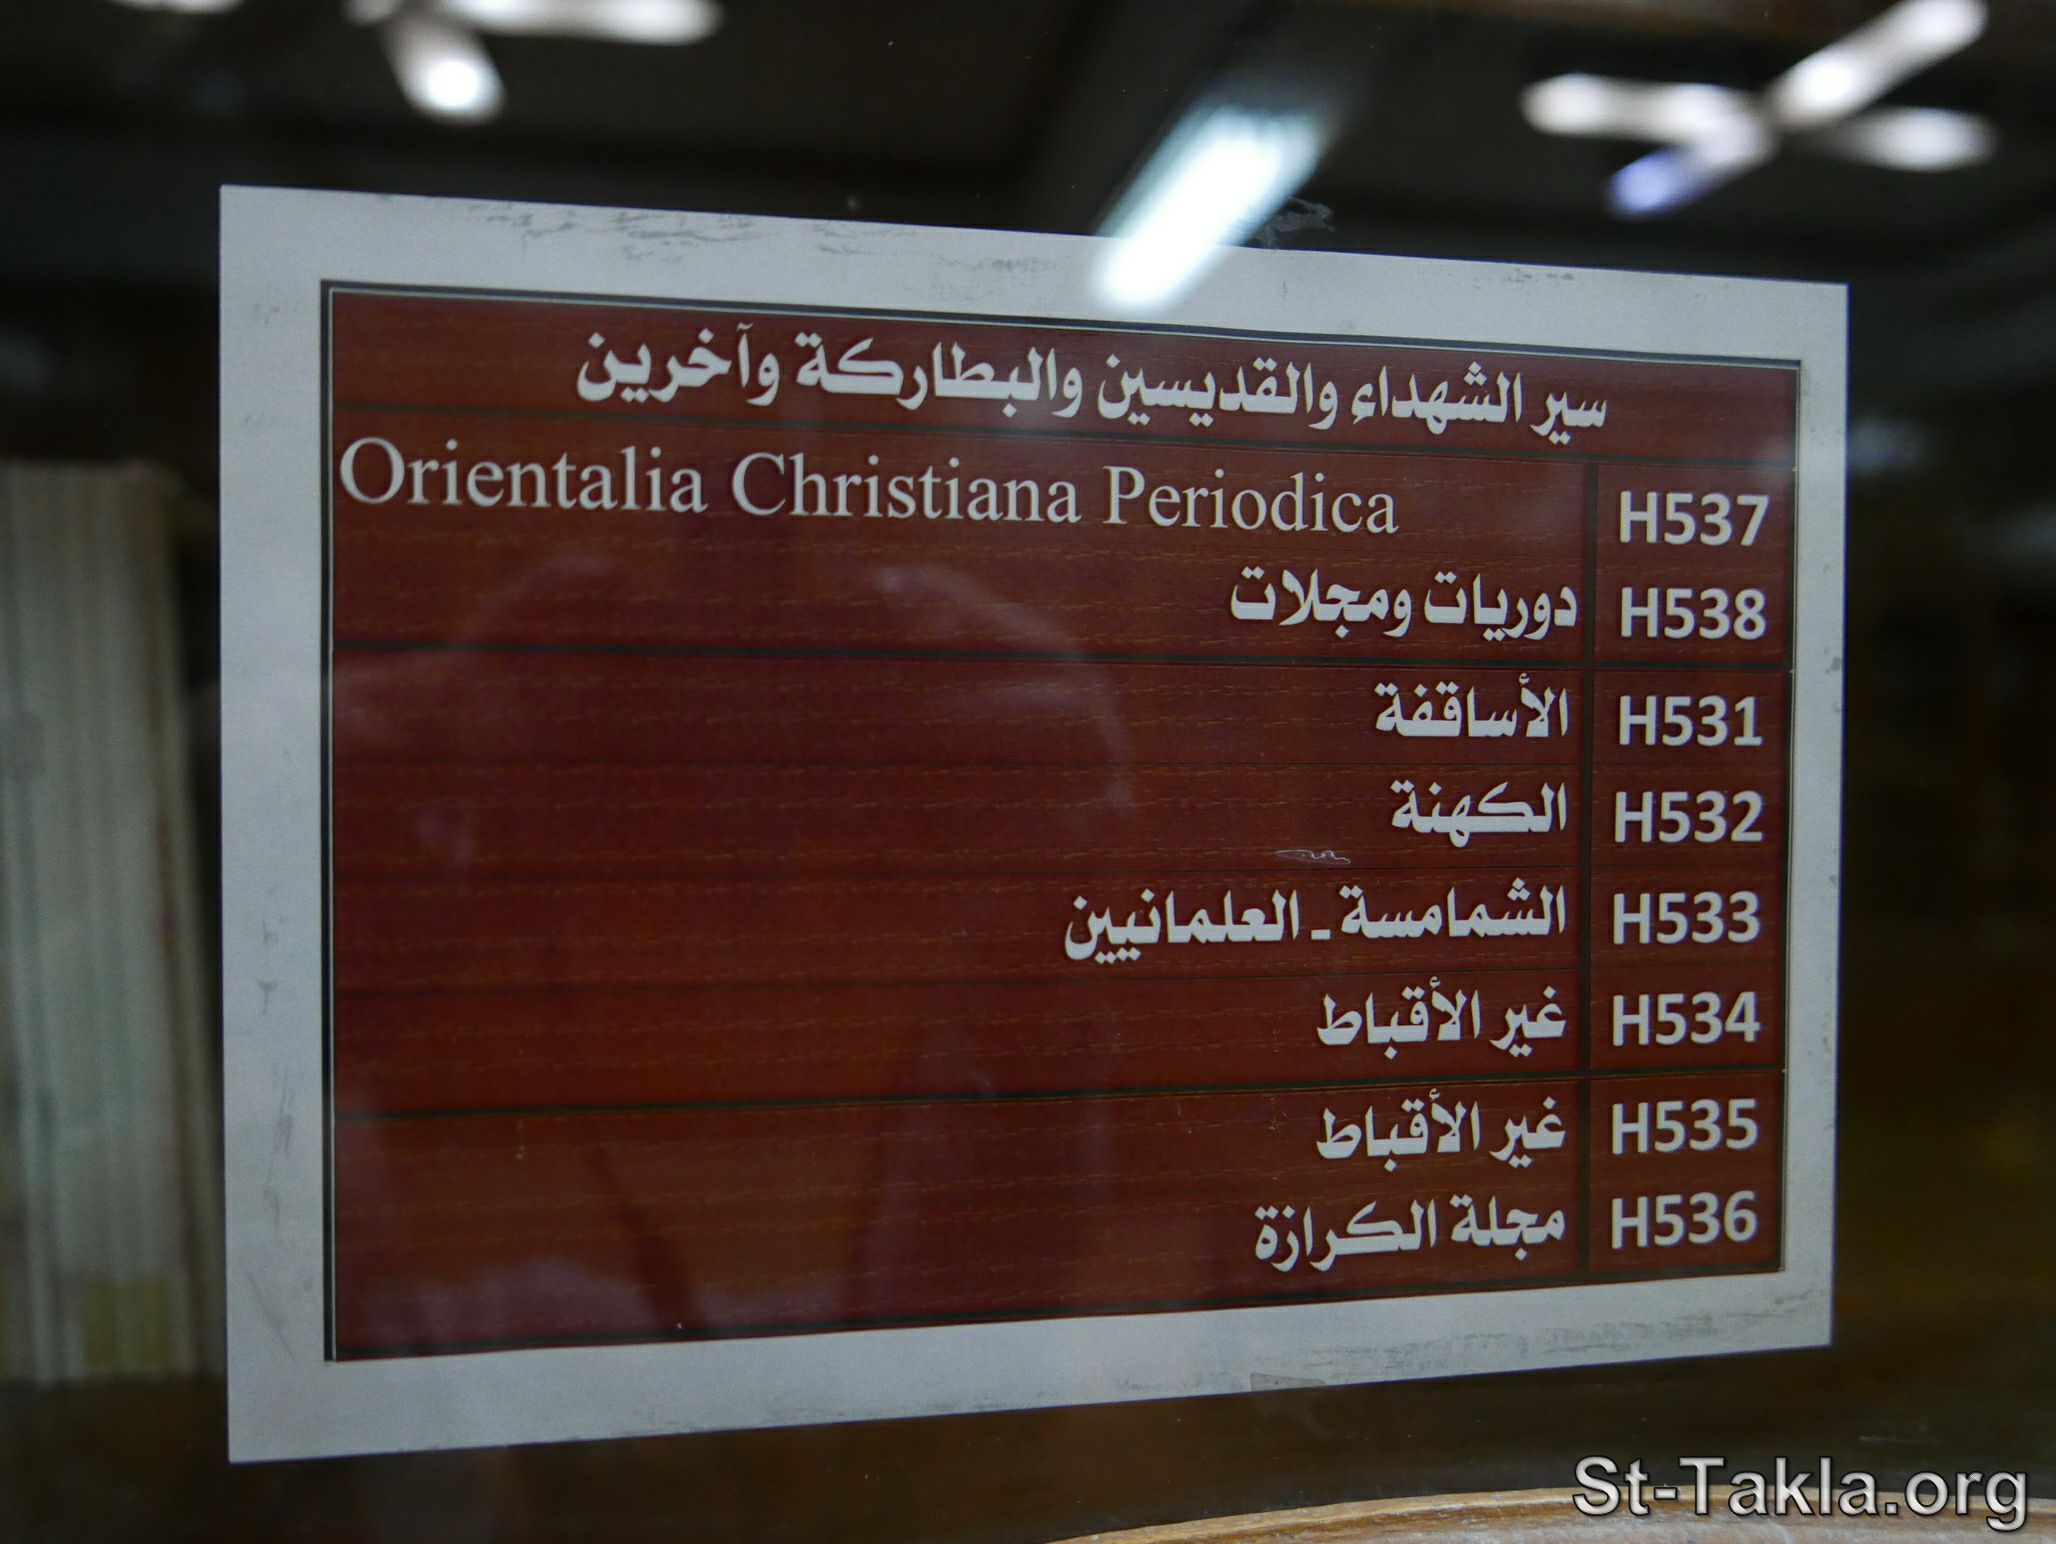 سير الشهداء والقديسين والبطاركة وآخرين
H537 Orientalia Christiana Periodica
H538 دوريات ومجلات
H531 الأساقفة
H532 الكهنة
H533 الشمامسة - العلمانيين
H534 غير الأقباط
H535 غير الأقباط
H536 مجلة الكرازة
St-Takla.org